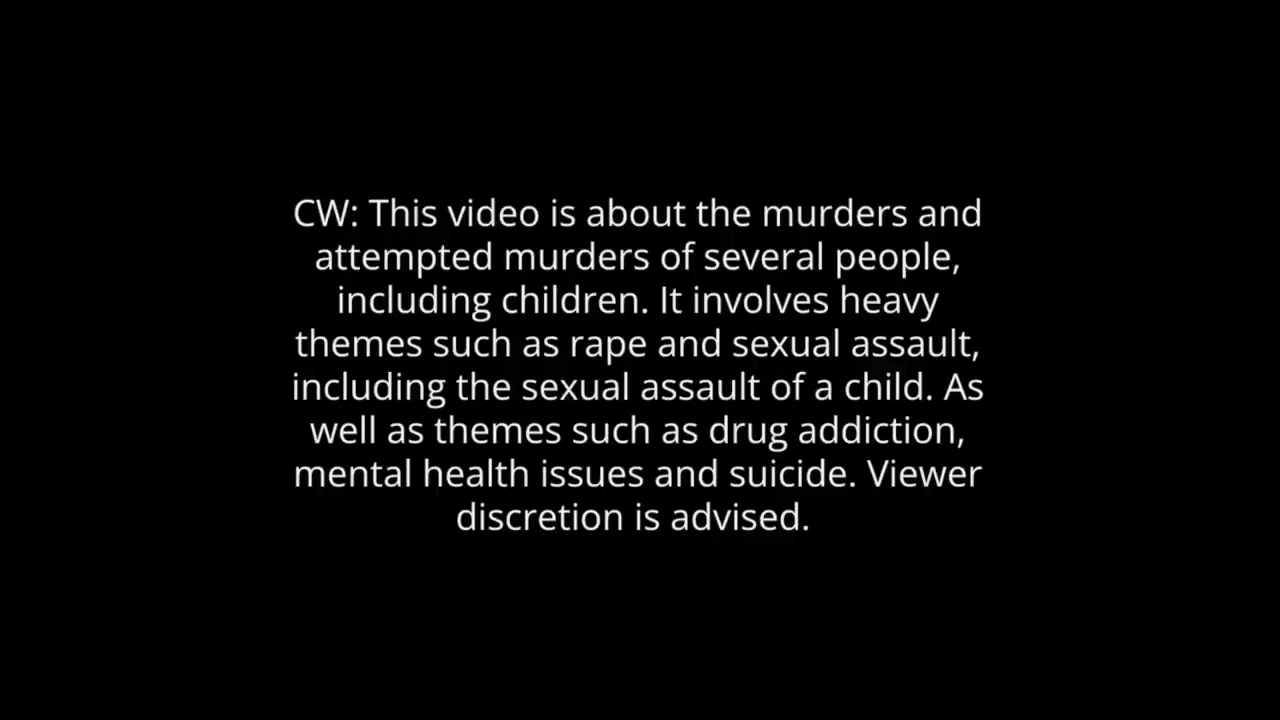 CW: This video is about the murders and
attempted murders of several people,
including children. It involves heavy
themes such as rape and sexual assault,
including the sexual assault of a child. As
well as themes such as drug addiction,
mental health issues and suicide. Viewer
discretion is advised.